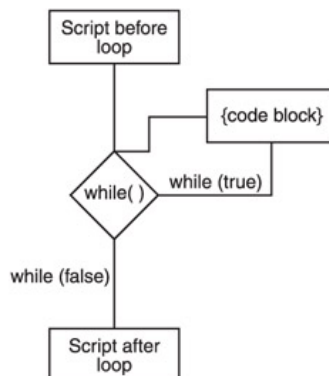 Script before
loop
{code block}
while( )
while (true)
while (false)
Script after
loop